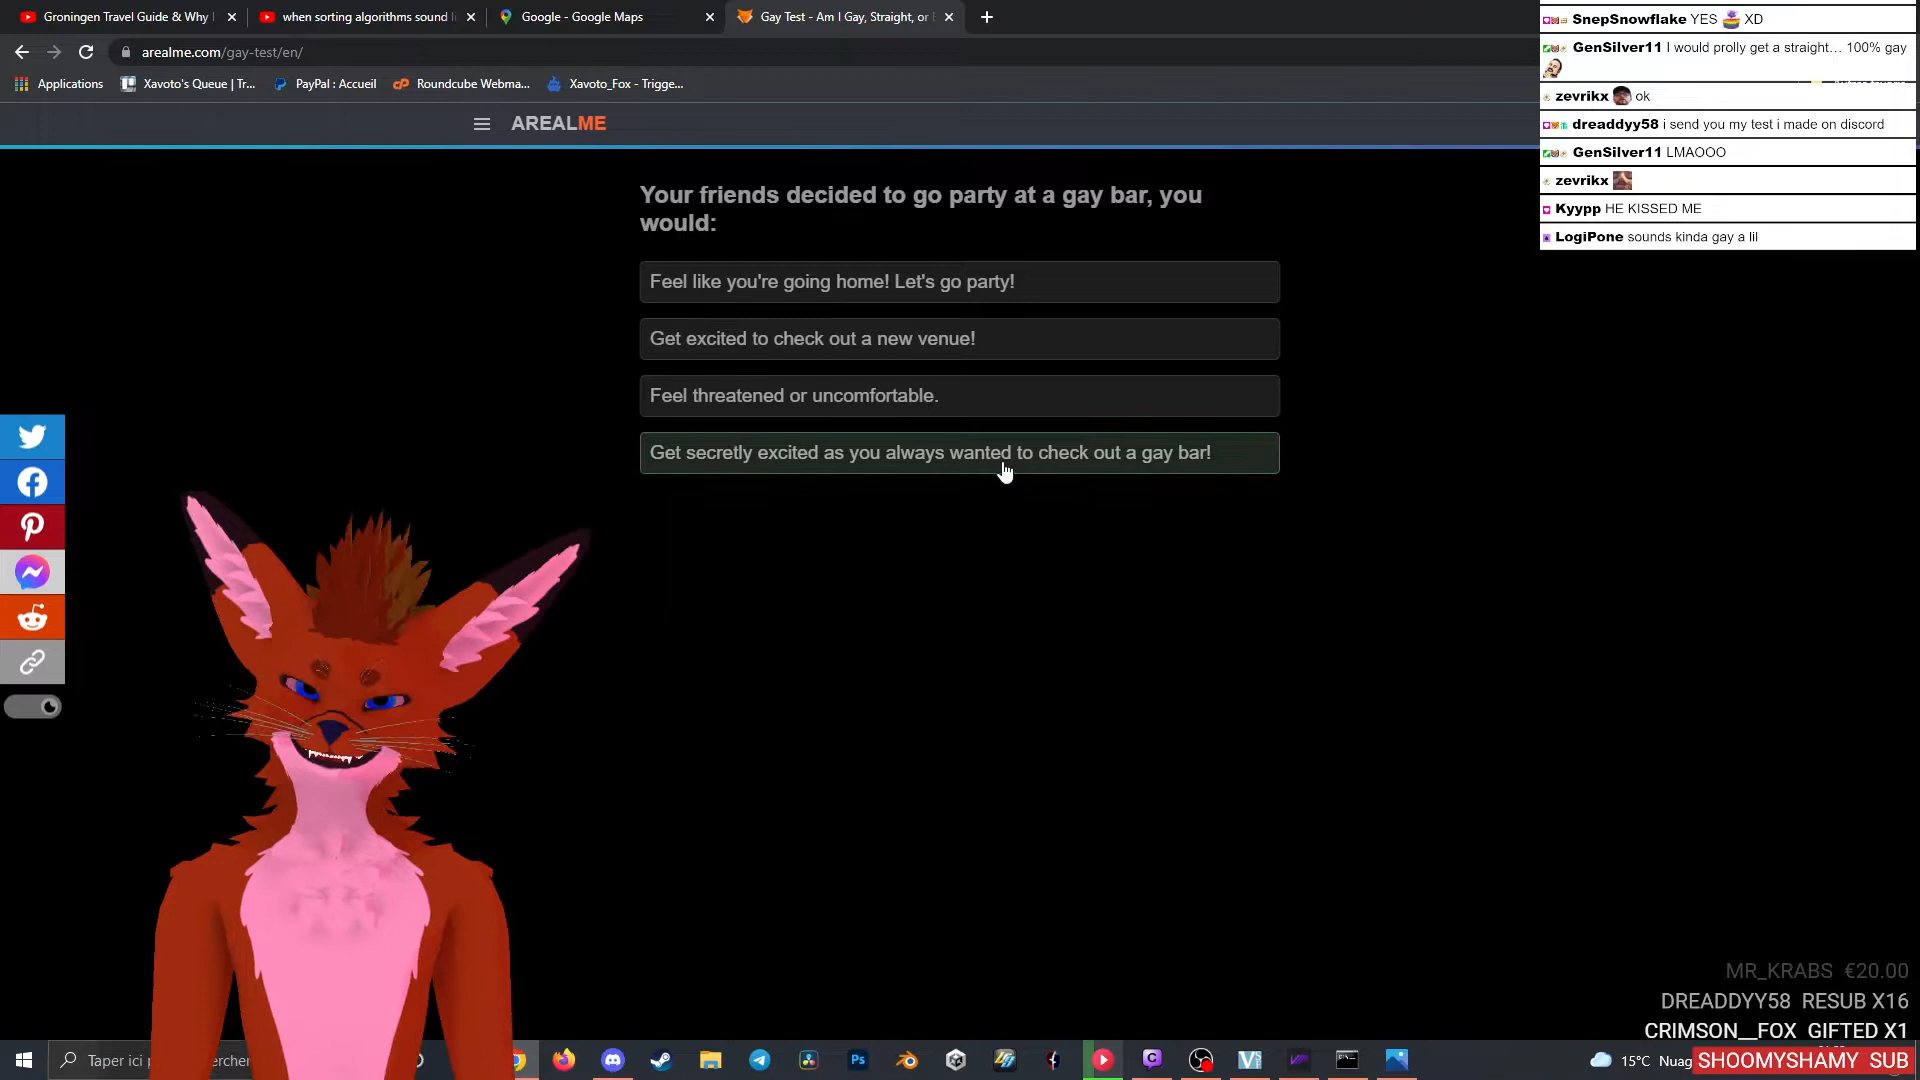 Groningen Travel Guide & Why I
when sorting algorithms sound li
Google - Google Maps
Gay Test - Am I Gay, Straight, or B
arealme.com/gay-test/en/
Applications
Xavoto's Queue | Tr...
PayPal : Accueil
Roundcube Webma...
Xavoto_Fox - Trigge...
AREALME
Your friends decided to go party at a gay bar, you
would:
Feel like you're going home! Let's go party!
Get excited to check out a new venue!
Feel threatened or uncomfortable.
Get secretly excited as you always wanted to check out a gay bar!
SnepSnowflake YES XD
GenSilver11 I would prolly get a straight... 100% gay
zevrikx ok
dreaddyy58 i send you my test i made on discord
GenSilver11 LMAOOO
zevrikx
Kyypp HE KISSED ME
LogiPone sounds kinda gay a lil
MR_KRABS €20.00
DREADDYY58 RESUB X16
CRIMSON__FOX GIFTED X1
SHOOMYSHAMY SUB
Taper ici
15°C Nuag